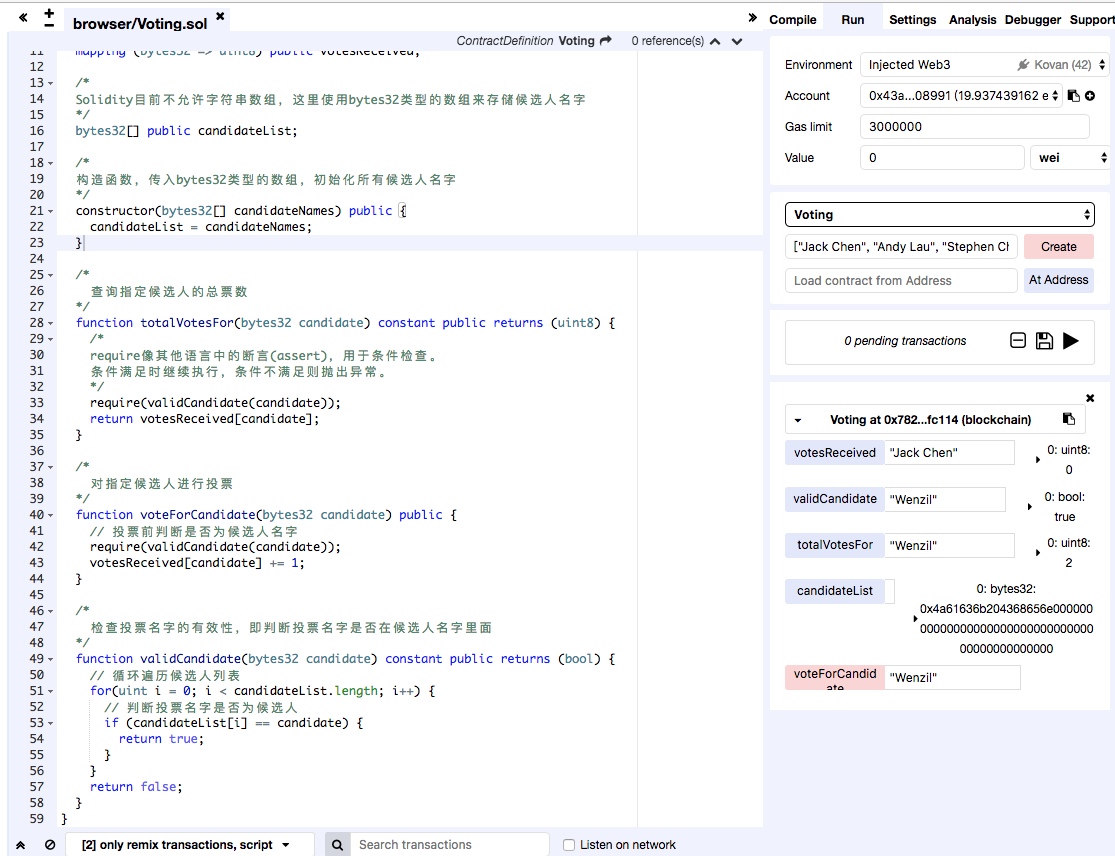 browser/Voting.sol
Compile Run Settings Analysis Debugger Support
ContractDefinition Voting 0 reference(s)
11 mapping (bytes32 => uint8) public votesReceived;
12
13 /*
14 Solidity目前不允许字符串数组，这里使用bytes32类型的数组来存储候选人名字
15 */
16 bytes32[] public candidateList;
17
18 /*
19 构造函数，传入bytes32类型的数组，初始化所有候选人名字
20 */
21 constructor(bytes32[] candidateNames) public {
22 candidateList = candidateNames;
23 }
24
25 /*
26 查询指定候选人的总票数
27 */
28 function totalVotesFor(bytes32 candidate) constant public returns (uint8) {
29 /*
30 require像其他语言中的断言(assert)，用于条件检查。
31 条件满足时继续执行，条件不满足则抛出异常。
32 */
33 require(validCandidate(candidate));
34 return votesReceived[candidate];
35 }
36
37 /*
38 对指定候选人进行投票
39 */
40 function voteForCandidate(bytes32 candidate) public {
41 // 投票前判断是否为候选人名字
42 require(validCandidate(candidate));
43 votesReceived[candidate] += 1;
44 }
45
46 /*
47 检查投票名字的有效性，即判断投票名字是否在候选人名字里面
48 */
49 function validCandidate(bytes32 candidate) constant public returns (bool) {
50 // 循环遍历候选人列表
51 for(uint i = 0; i < candidateList.length; i++) {
52 // 判断投票名字是否为候选人
53 if (candidateList[i] == candidate) {
54 return true;
55 }
56 }
57 return false;
58 }
59 }
[2] only remix transactions, script
Search transactions
Listen on network
Environment Injected Web3 Kovan (42)
Account 0x43a...08991 (19.937439162 e
Gas limit 3000000
Value 0 wei
Voting
["Jack Chen", "Andy Lau", "Stephen Ch Create
Load contract from Address At Address
0 pending transactions
Voting at 0x782...fc114 (blockchain)
votesReceived "Jack Chen" 0: uint8:
0
validCandidate "Wenzil" 0: bool:
true
totalVotesFor "Wenzil" 0: uint8:
2
candidateList 0: bytes32:
0x4a61636b204368656e000000
00000000000000000000000000
00000000000000
voteForCandid
ate
"Wenzil"